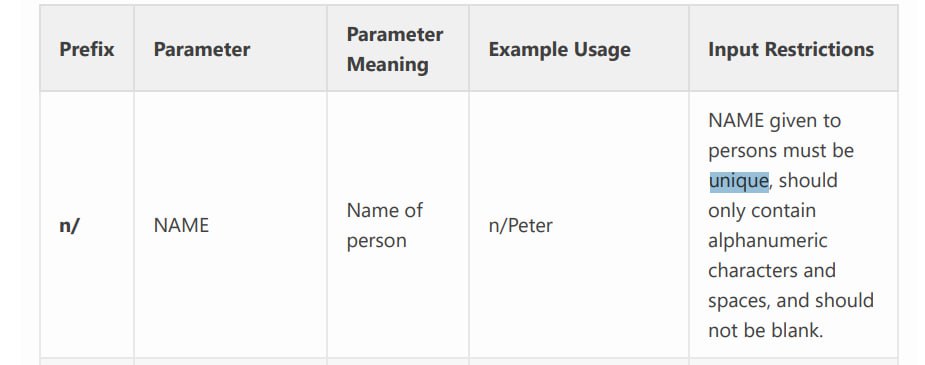 Prefix Parameter Parameter Meaning Example Usage Input Restrictions
n/ NAME Name of person n/Peter NAME given to
persons must be
unique, should
only contain
alphanumeric
characters and
spaces, and should
not be blank.